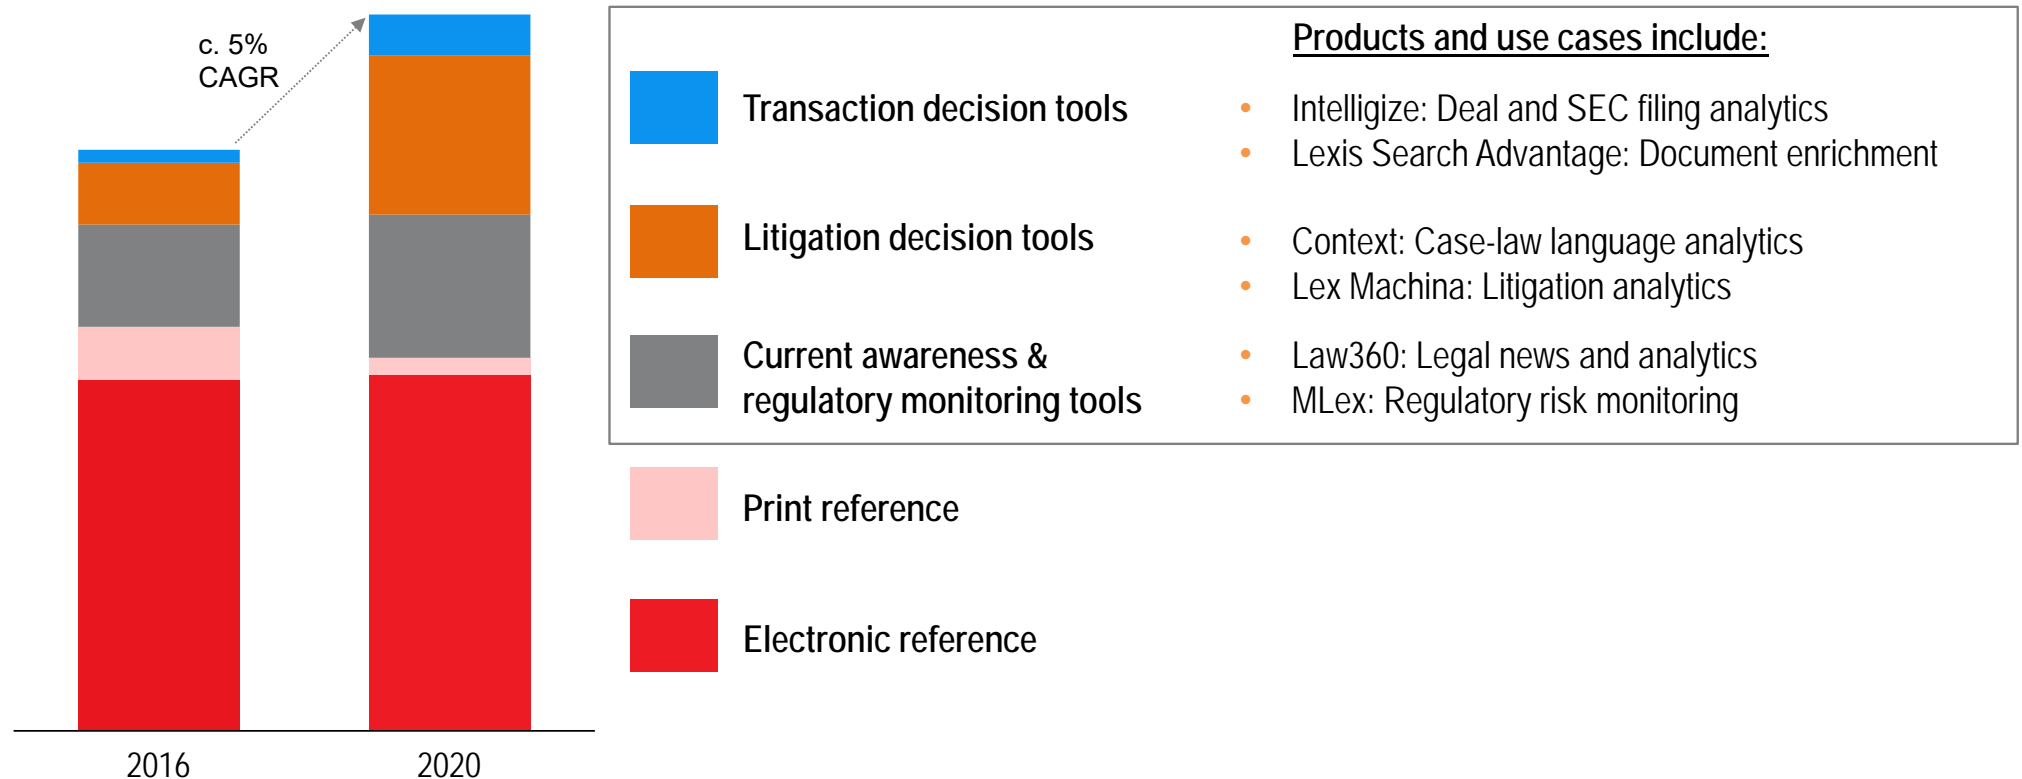 c. 5%
CAGR
2016
2020
Products and use cases include:
Transaction decision tools
• Intelligize: Deal and SEC filing analytics
• Lexis Search Advantage: Document enrichment
Litigation decision tools
• Context: Case-law language analytics
• Lex Machina: Litigation analytics
Current awareness &
regulatory monitoring tools
• Law360: Legal news and analytics
• MLex: Regulatory risk monitoring
Print reference
Electronic reference